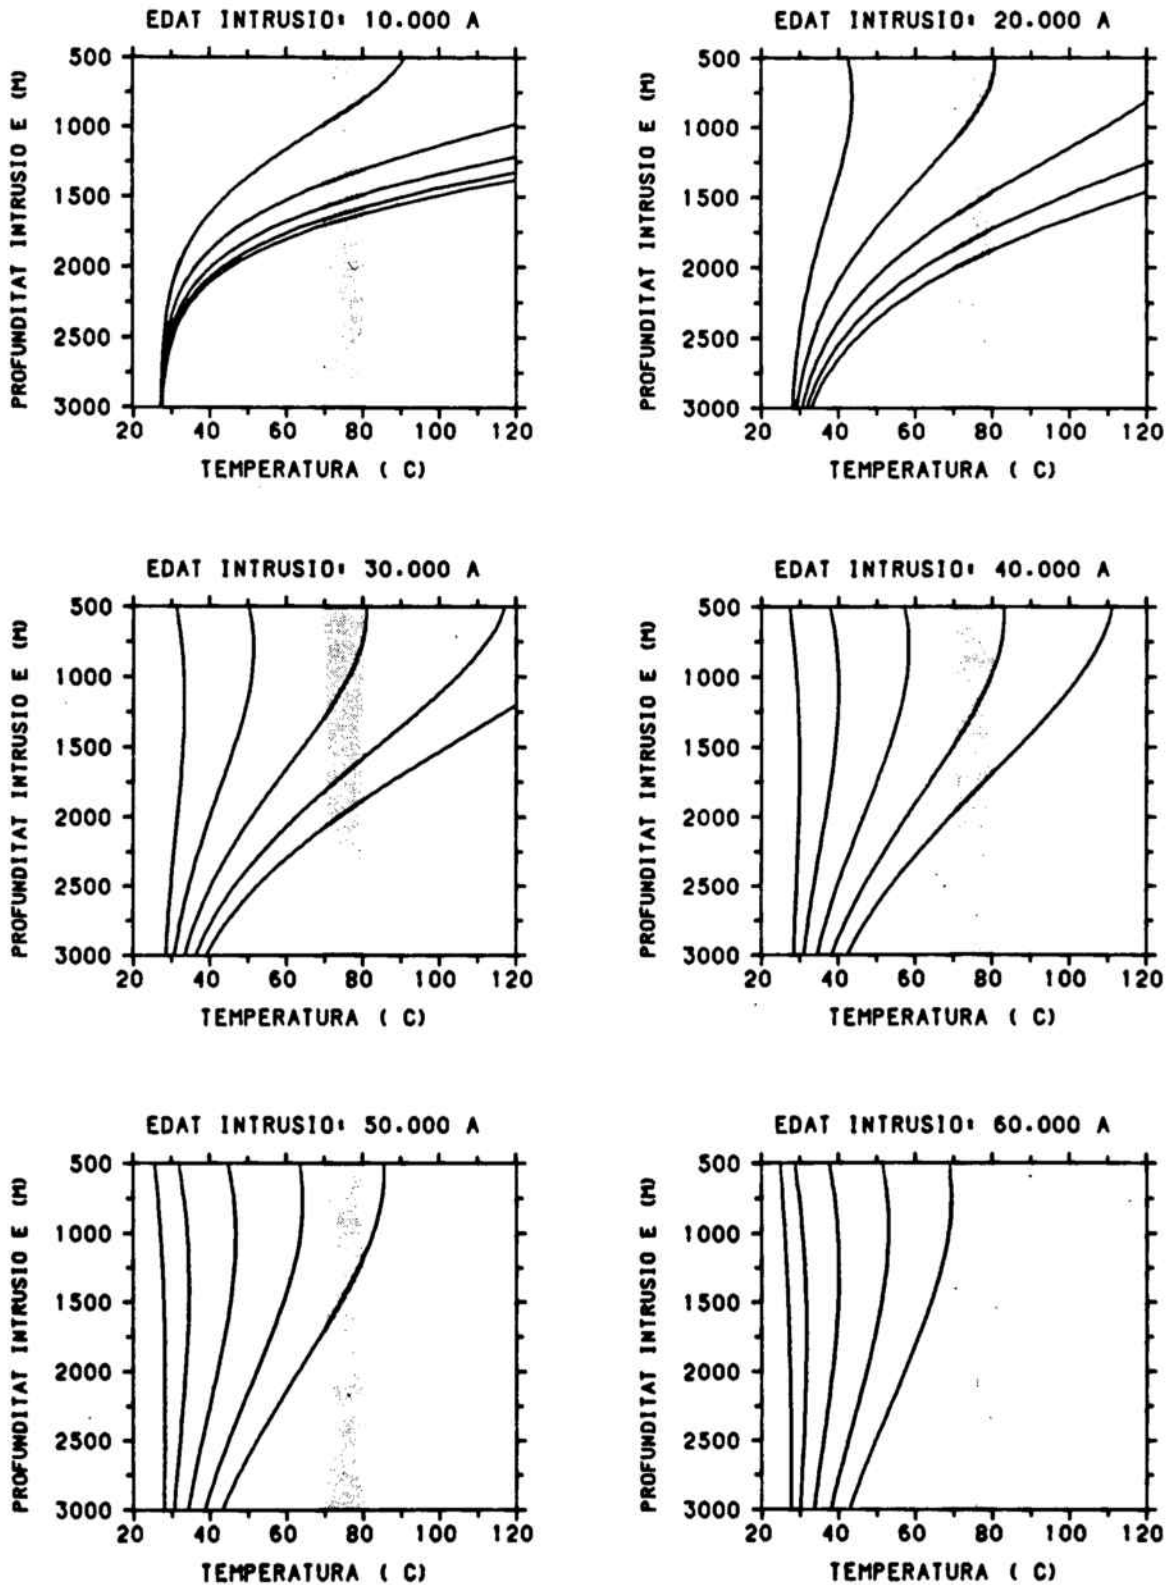 EDAT INTRUSIO: 10.000 A
EDAT INTRUSIO: 20.000 A
PROFUNDITAT INTRUSIO E (M)
500
1000
1500
2000
2500
3000
20 40 60 80 100 120
TEMPERATURA ( C)
PROFUNDITAT INTRUSIO E (M)
500
1000
1500
2000
2500
3000
20 40 60 80 100 120
TEMPERATURA ( C)
EDAT INTRUSIO: 30.000 A
EDAT INTRUSIO: 40.000 A
PROFUNDITAT INTRUSIO E (M)
500
1000
1500
2000
2500
3000
20 40 60 80 100 120
TEMPERATURA ( C)
PROFUNDITAT INTRUSIO E (M)
500
1000
1500
2000
2500
3000
20 40 60 80 100 120
TEMPERATURA ( C)
EDAT INTRUSIO: 50.000 A
EDAT INTRUSIO: 60.000 A
PROFUNDITAT INTRUSIO E (M)
500
1000
1500
2000
2500
3000
20 40 60 80 100 120
TEMPERATURA ( C)
PROFUNDITAT INTRUSIO E (M)
500
1000
1500
2000
2500
3000
20 40 60 80 100 120
TEMPERATURA ( C)